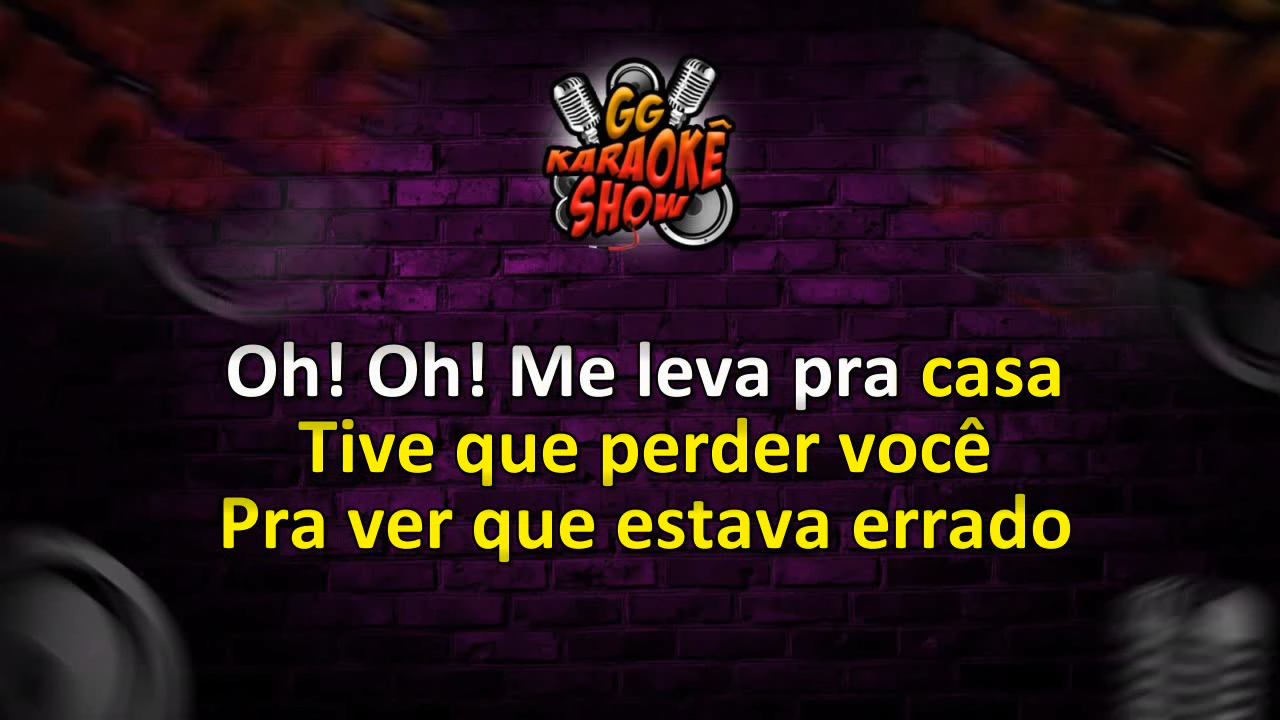 GG
KARAOKÊ
SHOW
Oh! Oh! Me leva pra casa
Tive que perder você
Pra ver que estava errado